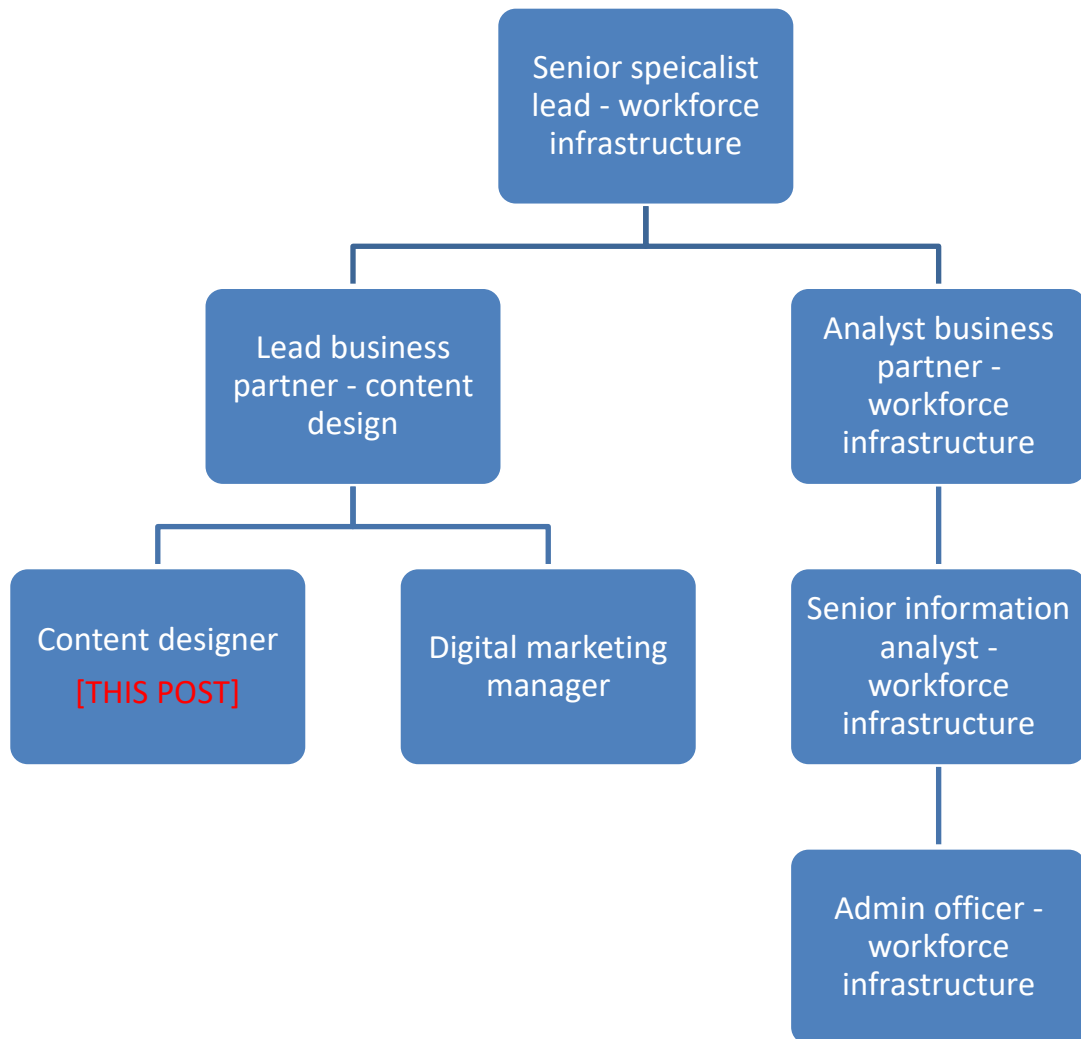 Senior speicalist
lead - workforce
infrastructure
Lead business
partner - content
design
Analyst business
partner -
workforce
infrastructure
Content designer
[THIS POST]
Digital marketing
manager
Senior information
analyst -
workforce
infrastructure
Admin officer -
workforce
infrastructure